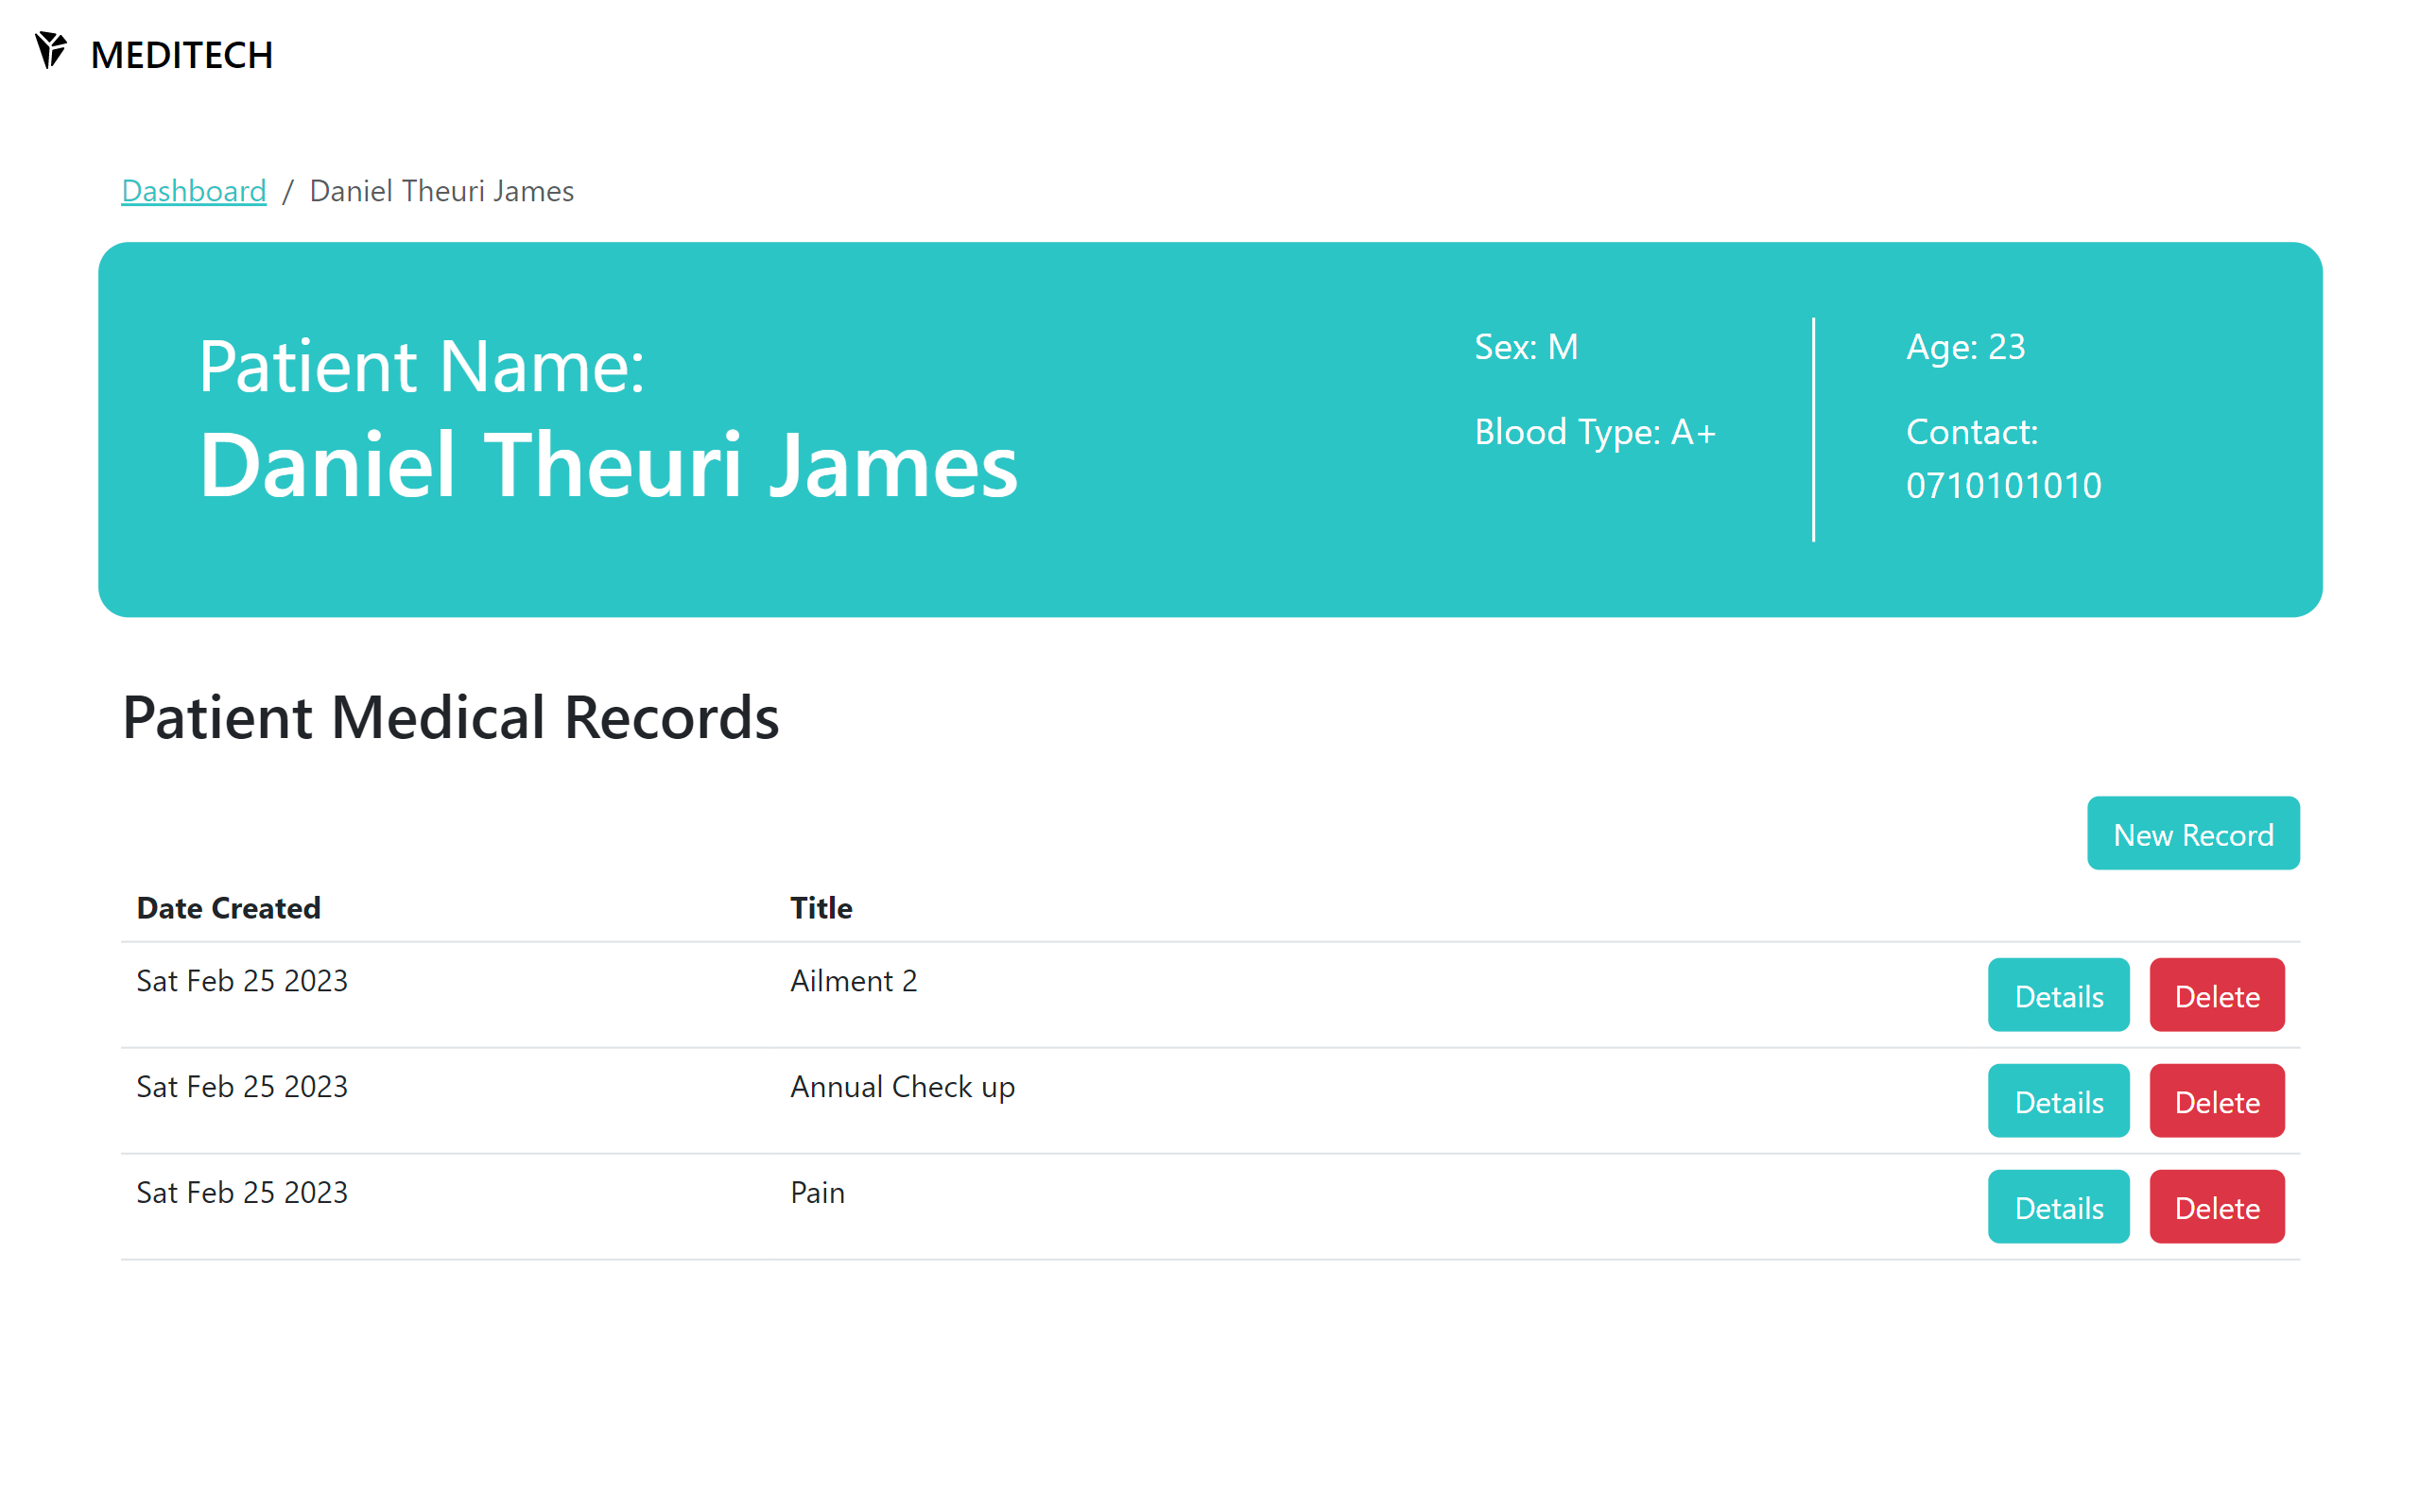 MEDITECH
Dashboard / Daniel Theuri James
Patient Name:
Daniel Theuri James
Sex: M
Blood Type: A+
Age: 23
Contact:
0710101010
Patient Medical Records
New Record
Date Created Title
Sat Feb 25 2023 Ailment 2 Details Delete
Sat Feb 25 2023 Annual Check up Details Delete
Sat Feb 25 2023 Pain Details Delete